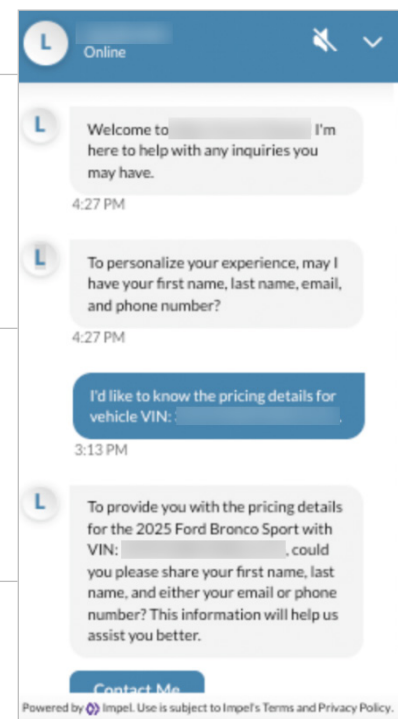 L
Online
L
Welcome to I'm
here to help with any inquiries you
may have.
4:27 PM
L
To personalize your experience, may I
have your first name, last name, email,
and phone number?
4:27 PM
I'd like to know the pricing details for
vehicle VIN: .
3:13 PM
L
To provide you with the pricing details
for the 2025 Ford Bronco Sport with
VIN: , could
you please share your first name, last
name, and either your email or phone
number? This information will help us
assist you better.
Contact Me
Powered by Impel. Use is subject to Impel's Terms and Privacy Policy.